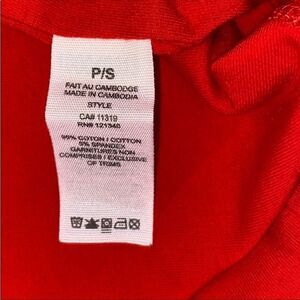 P/S
FAIT AU CAMBODGE
MADE IN CAMBODIA
STYLE
CA# 11319
RN# 121346
95% COTON / COTTON
5% SPANDEX
GARNITURES NON
COMPRISES / EXCLUSIVE
OF TRIMS